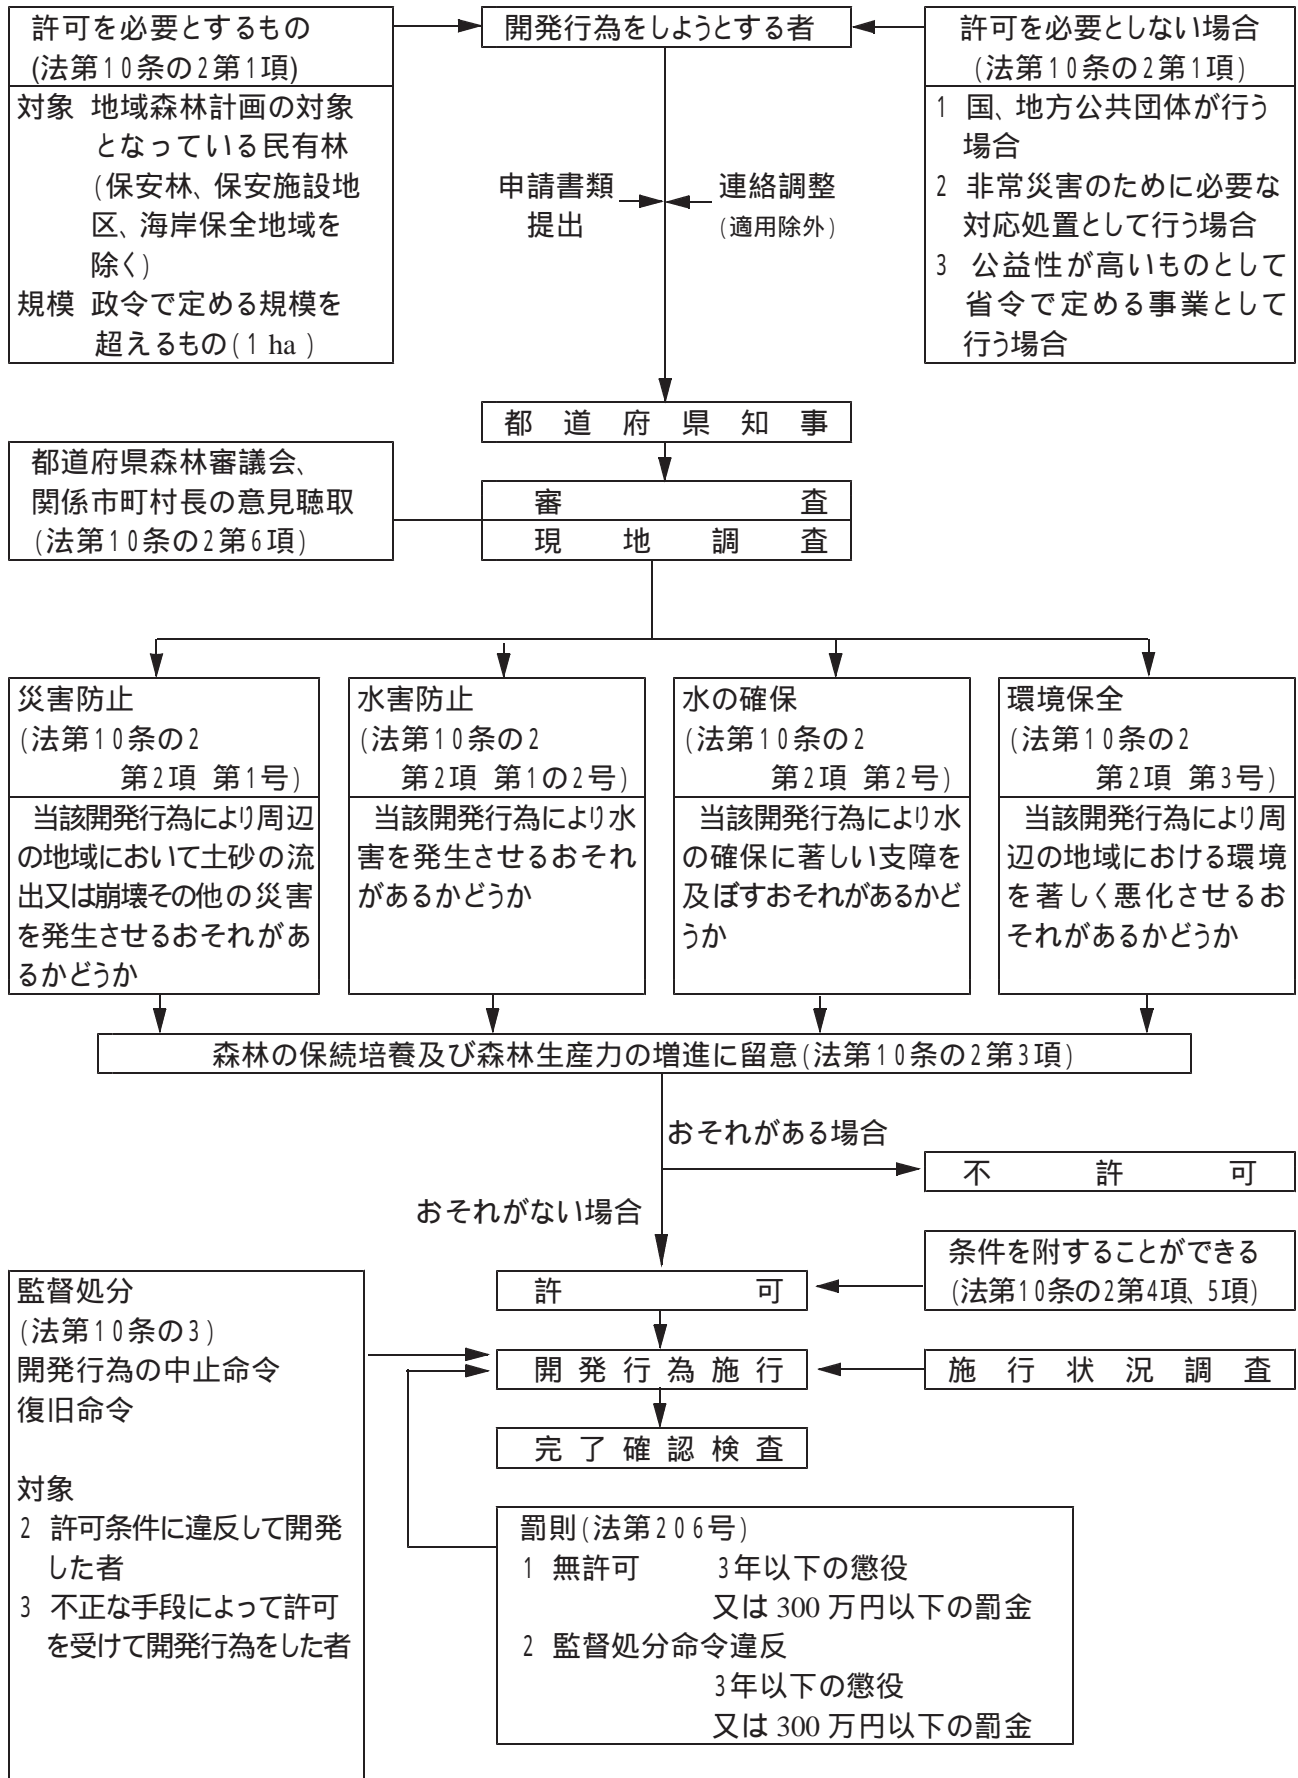 許可を必要とするもの
(法第10条の2第1項)
対象 地域森林計画の対象
となっている民有林
(保安林、保安施設地
区、海岸保全地域を
除く)
規模 政令で定める規模を
超えるもの(1 ha )
開発行為をしようとする者
許可を必要としない場合
(法第10条の2第1項)
1 国、地方公共団体が行う
場合
2 非常災害のために必要な
対応処置として行う場合
3 公益性が高いものとして
省令で定める事業として
行う場合
申請書類
提出
連絡調整
(適用除外)
都道府県知事
都道府県森林審議会、
関係市町村長の意見聴取
(法第10条の2第6項)
審査
現地調査
災害防止
(法第10条の2
第2項 第1号)
当該開発行為により周辺
の地域において土砂の流
出又は崩壊その他の災害
を発生させるおそれがあ
るかどうか
水害防止
(法第10条の2
第2項 第1の2号)
当該開発行為により水
害を発生させるおそれ
があるかどうか
水の確保
(法第10条の2
第2項 第2号)
当該開発行為により水
の確保に著しい支障を
及ぼすおそれがあるかど
うか
環境保全
(法第10条の2
第2項 第3号)
当該開発行為により周
辺の地域における環境
を著しく悪化させるお
それがあるかどうか
森林の保続培養及び森林生産力の増進に留意(法第10条の2第3項)
おそれがある場合
不許可
おそれがない場合
条件を附することができる
(法第10条の2第4項、5項)
許可
開発行為施行
施行状況調査
完了確認検査
監督処分
(法第10条の3)
開発行為の中止命令
復旧命令
対象
2 許可条件に違反して開発
した者
3 不正な手段によって許可
を受けて開発行為をした者
罰則(法第206号)
1 無許可 3年以下の懲役
又は 300 万円以下の罰金
2 監督処分命令違反
3年以下の懲役
又は 300 万円以下の罰金